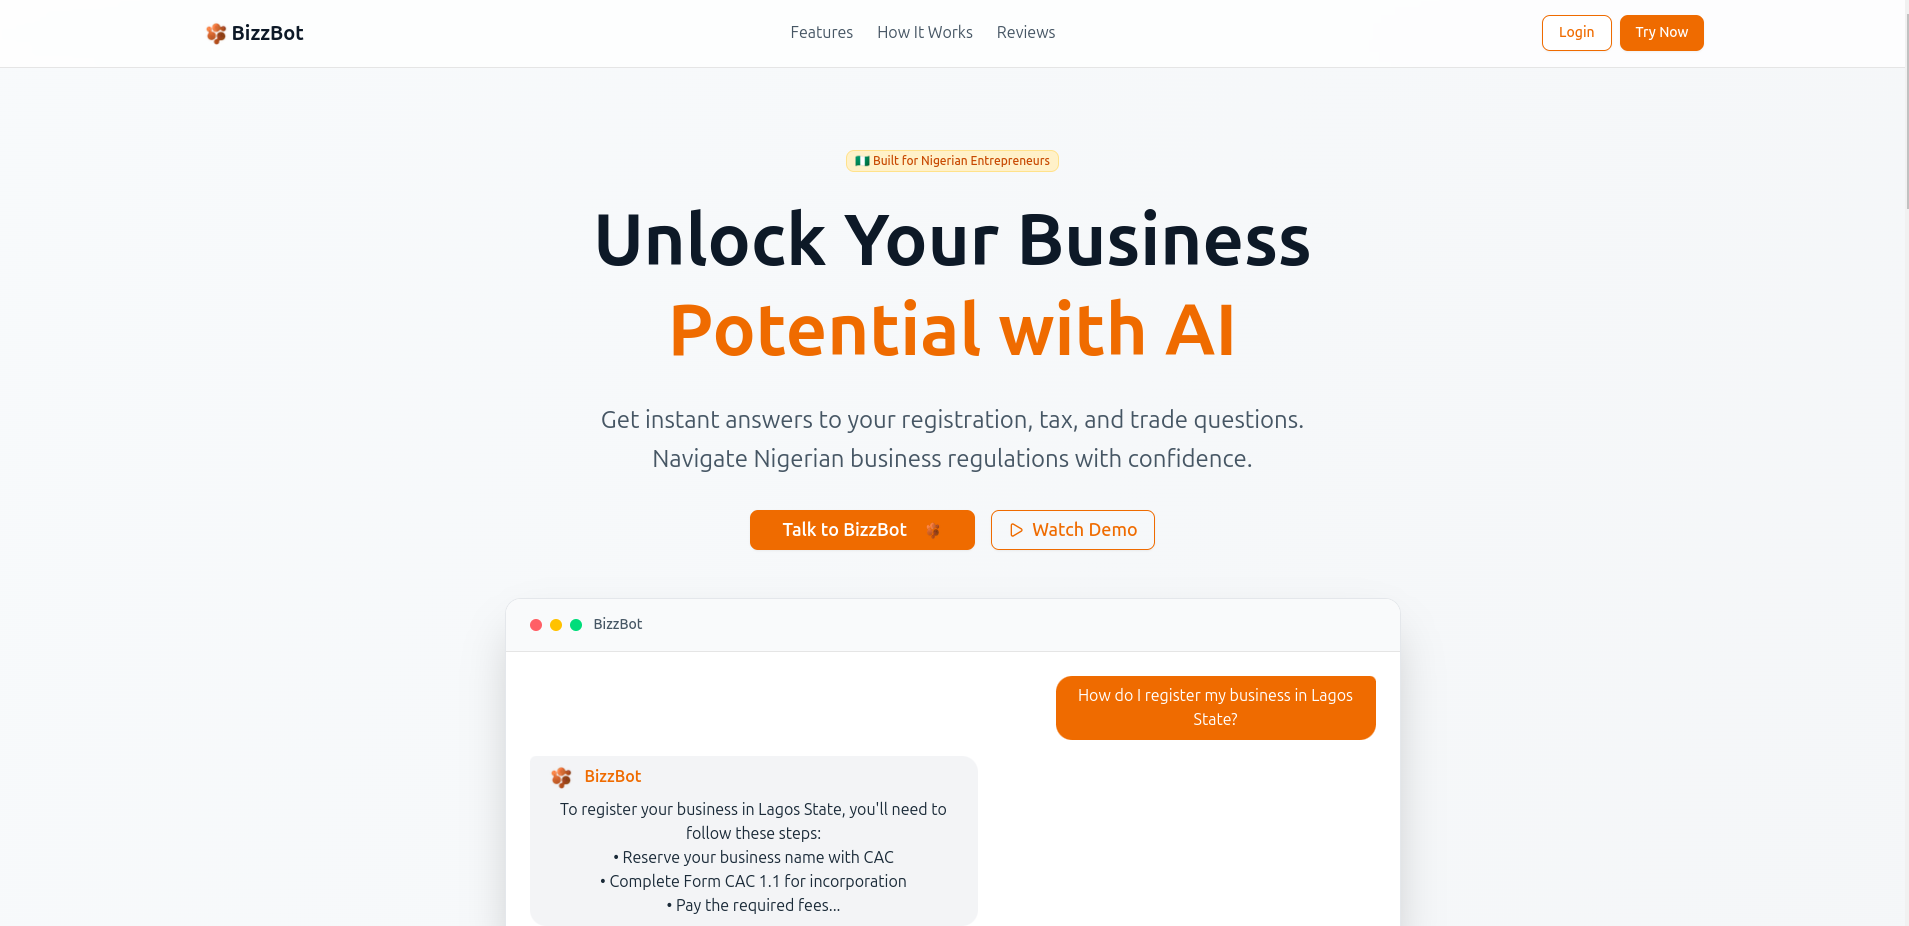 BizzBot
Features
How It Works
Reviews
Login
Try Now
Built for Nigerian Entrepreneurs
Unlock Your Business
Potential with AI
Get instant answers to your registration, tax, and trade questions.
Navigate Nigerian business regulations with confidence.
Talk to BizzBot
Watch Demo
BizzBot
How do I register my business in Lagos
State?
BizzBot
To register your business in Lagos State, you'll need to
follow these steps:
• Reserve your business name with CAC
• Complete Form CAC 1.1 for incorporation
• Pay the required fees...